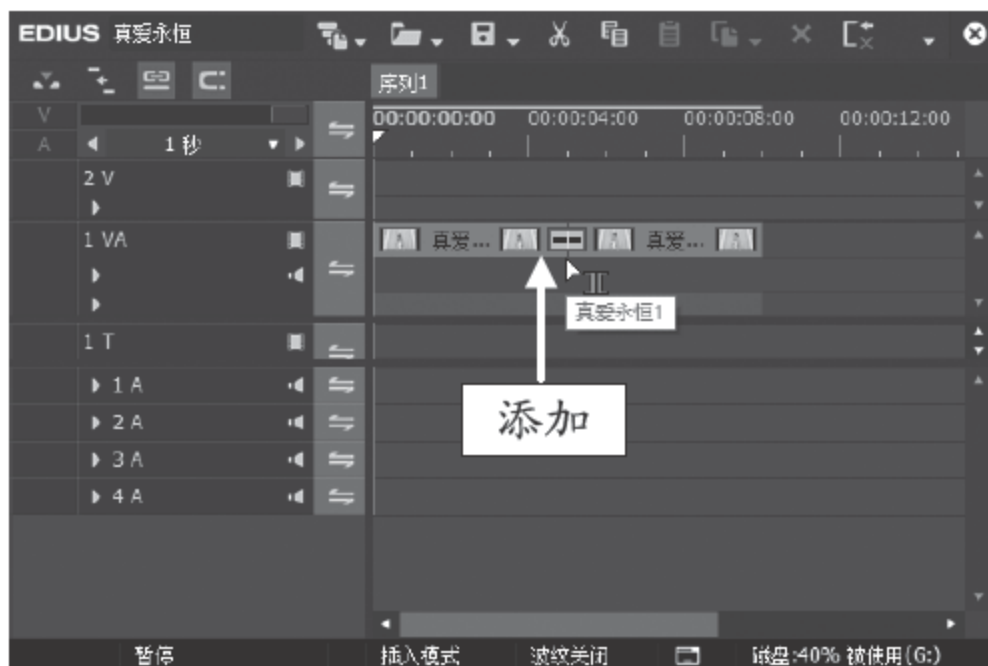 EDIUS 真爱永恒
序列1
V
A
1秒
00:00:00:00 00:00:04:00 00:00:08:00 00:00:12:00
2 V
1 VA
真爱... 真爱...
真爱永恒1
1 T
添加
1 A
2 A
3 A
4 A
暂停 插入模式 波纹关闭 磁盘:40% 被使用(G:)